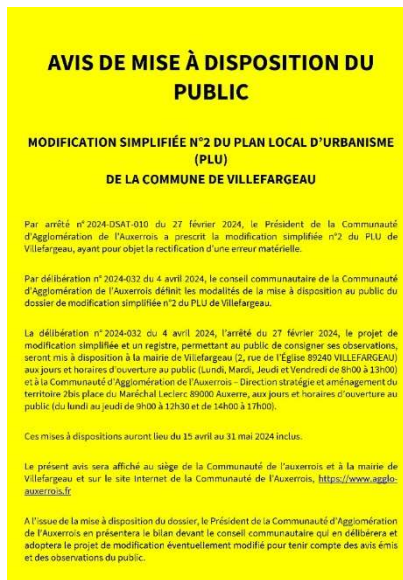 AVIS DE MISE À DISPOSITION DU
PUBLIC
MODIFICATION SIMPLIFIÉE N°2 DU PLAN LOCAL D'URBANISME
(PLU)
DE LA COMMUNE DE VILLEFARGEAU
Par arrêté n° 2024-DSAT-010 du 27 février 2024, le Président de la Communauté
d'Agglomération de l'Auxerrois a prescrit la modification simplifiée n°2 du PLU de
Villefargeau, ayant pour objet la rectification d'une erreur matérielle.
Par délibération n° 2024-032 du 4 avril 2024, le conseil communautaire de la Communauté
d'Agglomération de l'Auxerrois définit les modalités de la mise à disposition au public du
dossier de modification simplifiée n°2 du PLU de Villefargeau.
La délibération n° 2024-032 du 4 avril 2024, l'arrêté du 27 février 2024, le projet de
modification simplifiée et un registre, permettant au public de consigner ses observations,
seront mis à disposition à la mairie de Villefargeau (2, rue de l'Église 89240 VILLEFARGEAU)
aux jours et horaires d'ouverture au public (Lundi, Mardi, Jeudi et Vendredi de 8h00 à 13h00)
et à la Communauté d'Agglomération de l'Auxerrois – Direction stratégie et aménagement du
territoire 2bis place du Maréchal Leclerc 89000 Auxerre, aux jours et horaires d'ouverture au
public (du lundi au jeudi de 9h00 à 12h30 et de 14h00 à 17h00).
Ces mises à dispositions auront lieu du 15 avril au 31 mai 2024 inclus.
Le présent avis sera affiché au siège de la Communauté de l'auxerrois et à la mairie de
Villefargeau et sur le site Internet de la Communauté de l'Auxerrois, https://www.agglo-
auxerrois.fr
A l'issue de la mise à disposition du dossier, le Président de la Communauté d'Agglomération
de l'Auxerrois en présentera le bilan devant le conseil communautaire qui en délibérera et
adoptera le projet de modification éventuellement modifié pour tenir compte des avis émis
et des observations du public.